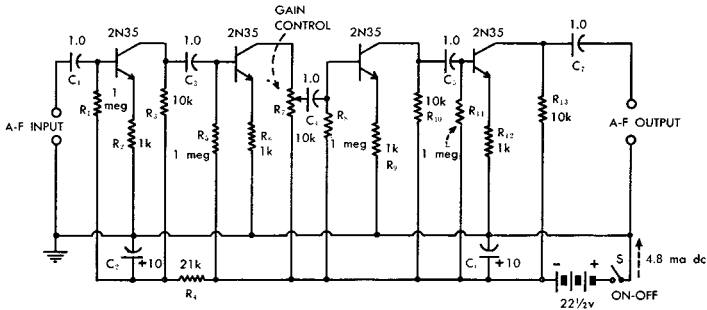 GAIN
CONTROL
1.0
2N35
1.0
2N35
2N35
1.0
2N35
1.0
1.0
C₁
C₃
C₄
C₅
C₇
1
meg
R₁
R₂
1k
R₃
10k
R₅
1 meg
R₆
1k
R₇
10k
R₈
1 meg
1k
R₉
10k
R₁₀
1
meg
R₁₁
R₁₂
1k
R₁₃
10k
A-F INPUT
A-F OUTPUT
C₂
+10
21k
R₄
+10
-
+
22½v
S
ON-OFF
4.8 ma dc